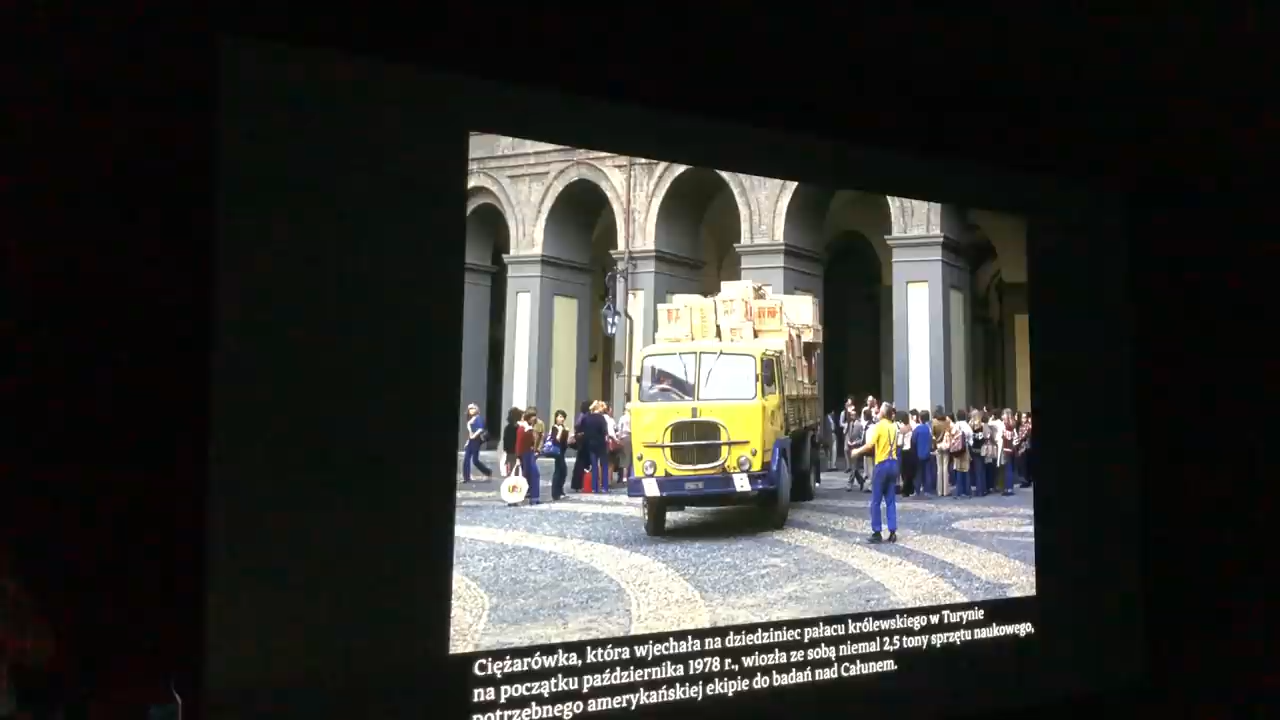 Ciężarówka, która wjechała na dziedziniec pałacu królewskiego w Turynie
na początku października 1978 r., wiozła ze sobą niemal 2,5 tony sprzętu naukowego,
potrzebnego amerykańskiej ekipie do badań nad Całunem.